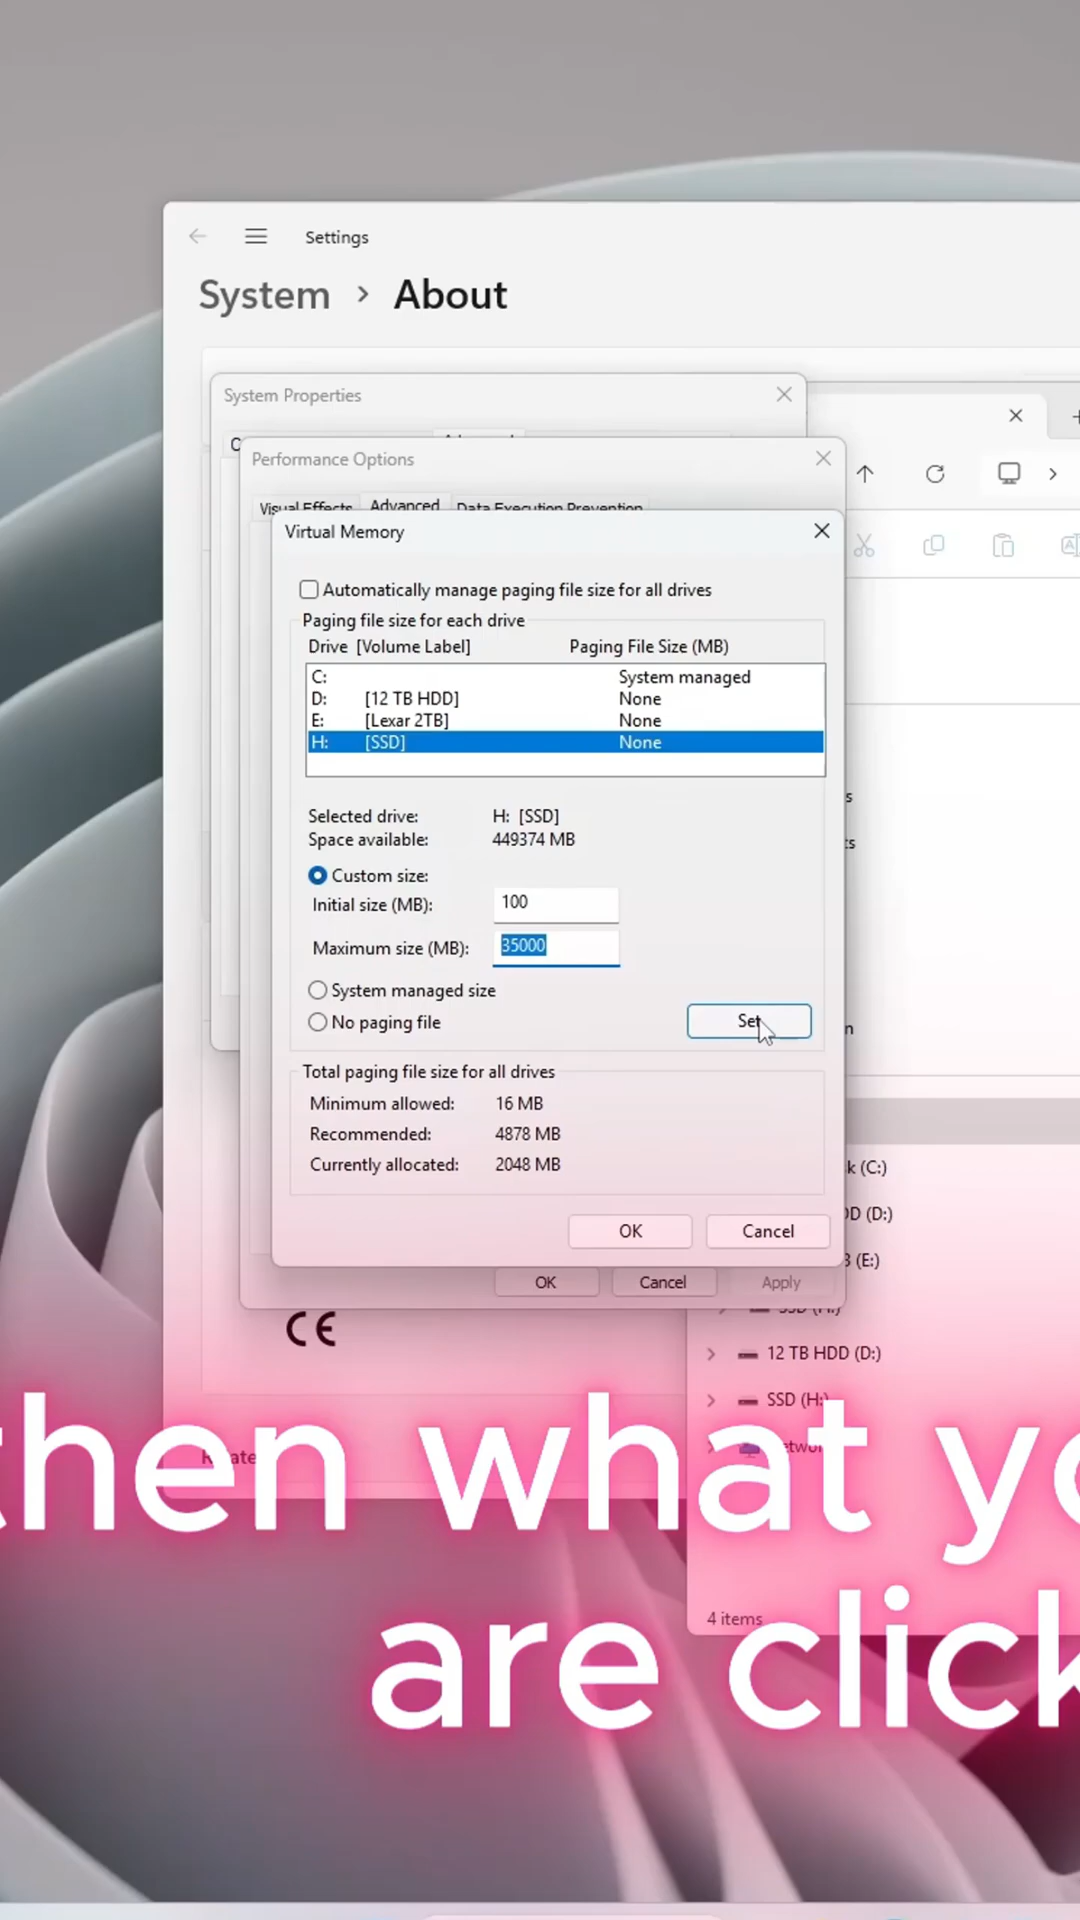 Settings
System > About
System Properties
Performance Options
Visual Effects Advanced Data Execution Prevention
Virtual Memory
Automatically manage paging file size for all drives
Paging file size for each drive
Drive [Volume Label] Paging File Size (MB)
C: System managed
D: [12 TB HDD] None
E: [Lexar 2TB] None
H: [SSD] None
Selected drive: H: [SSD]
Space available: 449374 MB
Custom size:
Initial size (MB): 100
Maximum size (MB): 35000
System managed size
No paging file
Set
Total paging file size for all drives
Minimum allowed: 16 MB
Recommended: 4878 MB
Currently allocated: 2048 MB
OK Cancel
OK Cancel Apply
k (C:)
DD (D:)
(E:)
SSD (H:)
12 TB HDD (D:)
SSD (H:)
CE
then what yo
are click
4 items